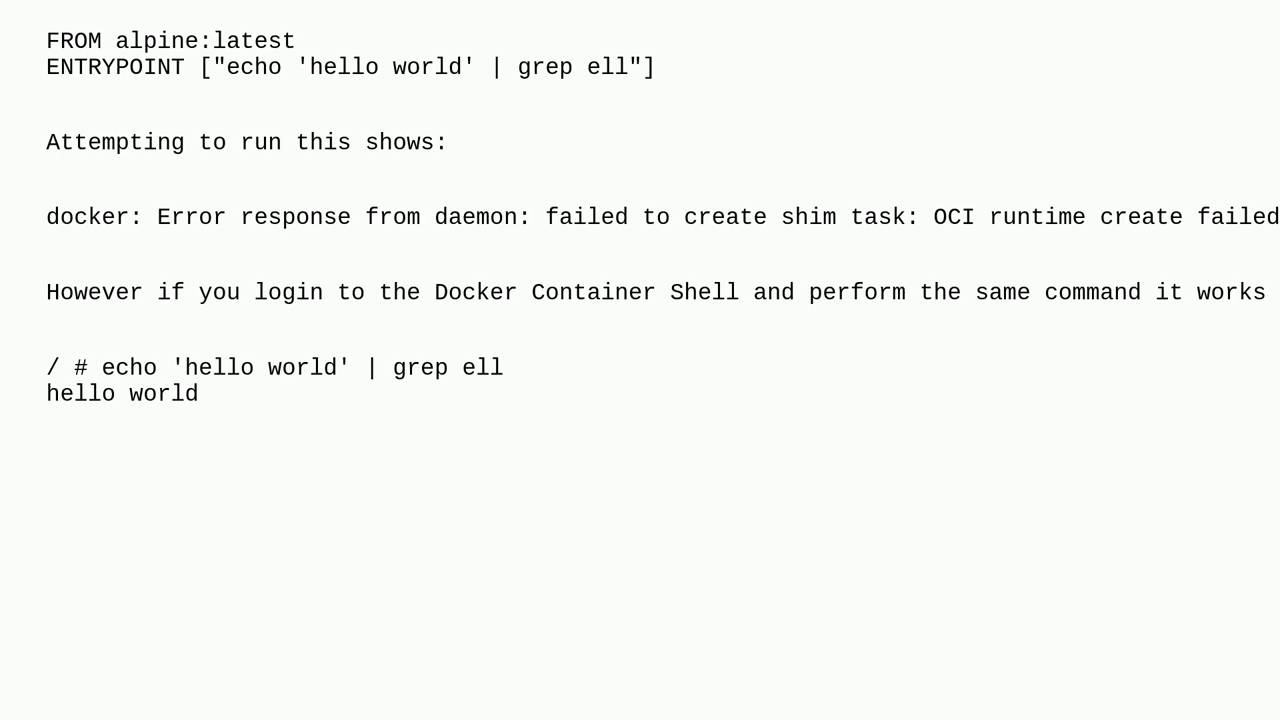 FROM alpine:latest
ENTRYPOINT ["echo 'hello world' | grep ell"]
Attempting to run this shows:
docker: Error response from daemon: failed to create shim task: OCI runtime create failed
However if you login to the Docker Container Shell and perform the same command it works
/ # echo 'hello world' | grep ell
hello world